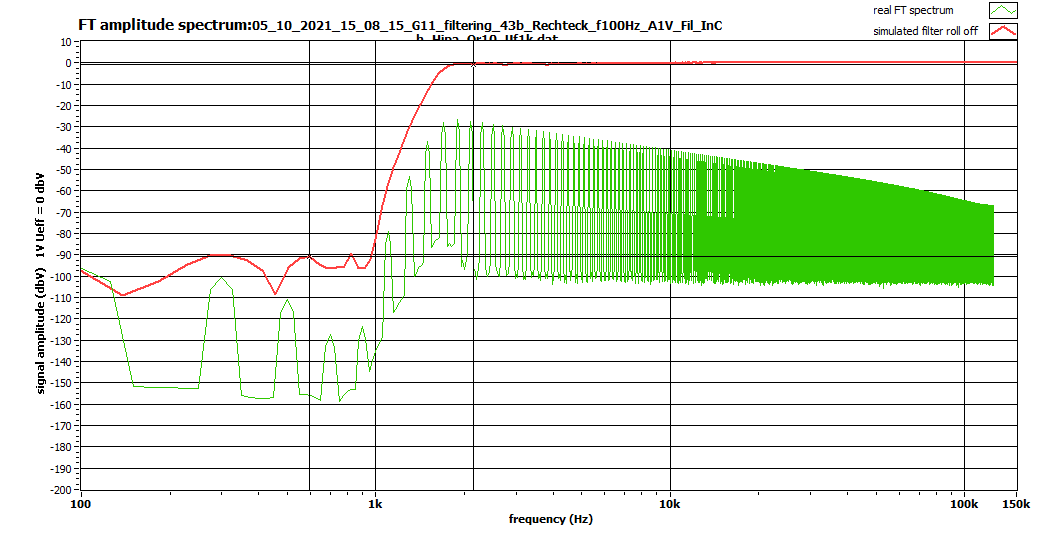 real FT spectrum
FT amplitude spectrum:05_10_2021_15_08_15_G11_filtering_43b_Rechteck_f100Hz_A1V_Fil_InC
simulated filter roll off
10
0
-10
-20
-30
-40
-50
-60
-70
-80
-90
-100
-110
-120
-130
-140
-150
-160
-170
-180
-190
-200
signal amplitude (dbV) 1V Ueff = 0 dbV
100
1k
10k
100k
150k
frequency (Hz)